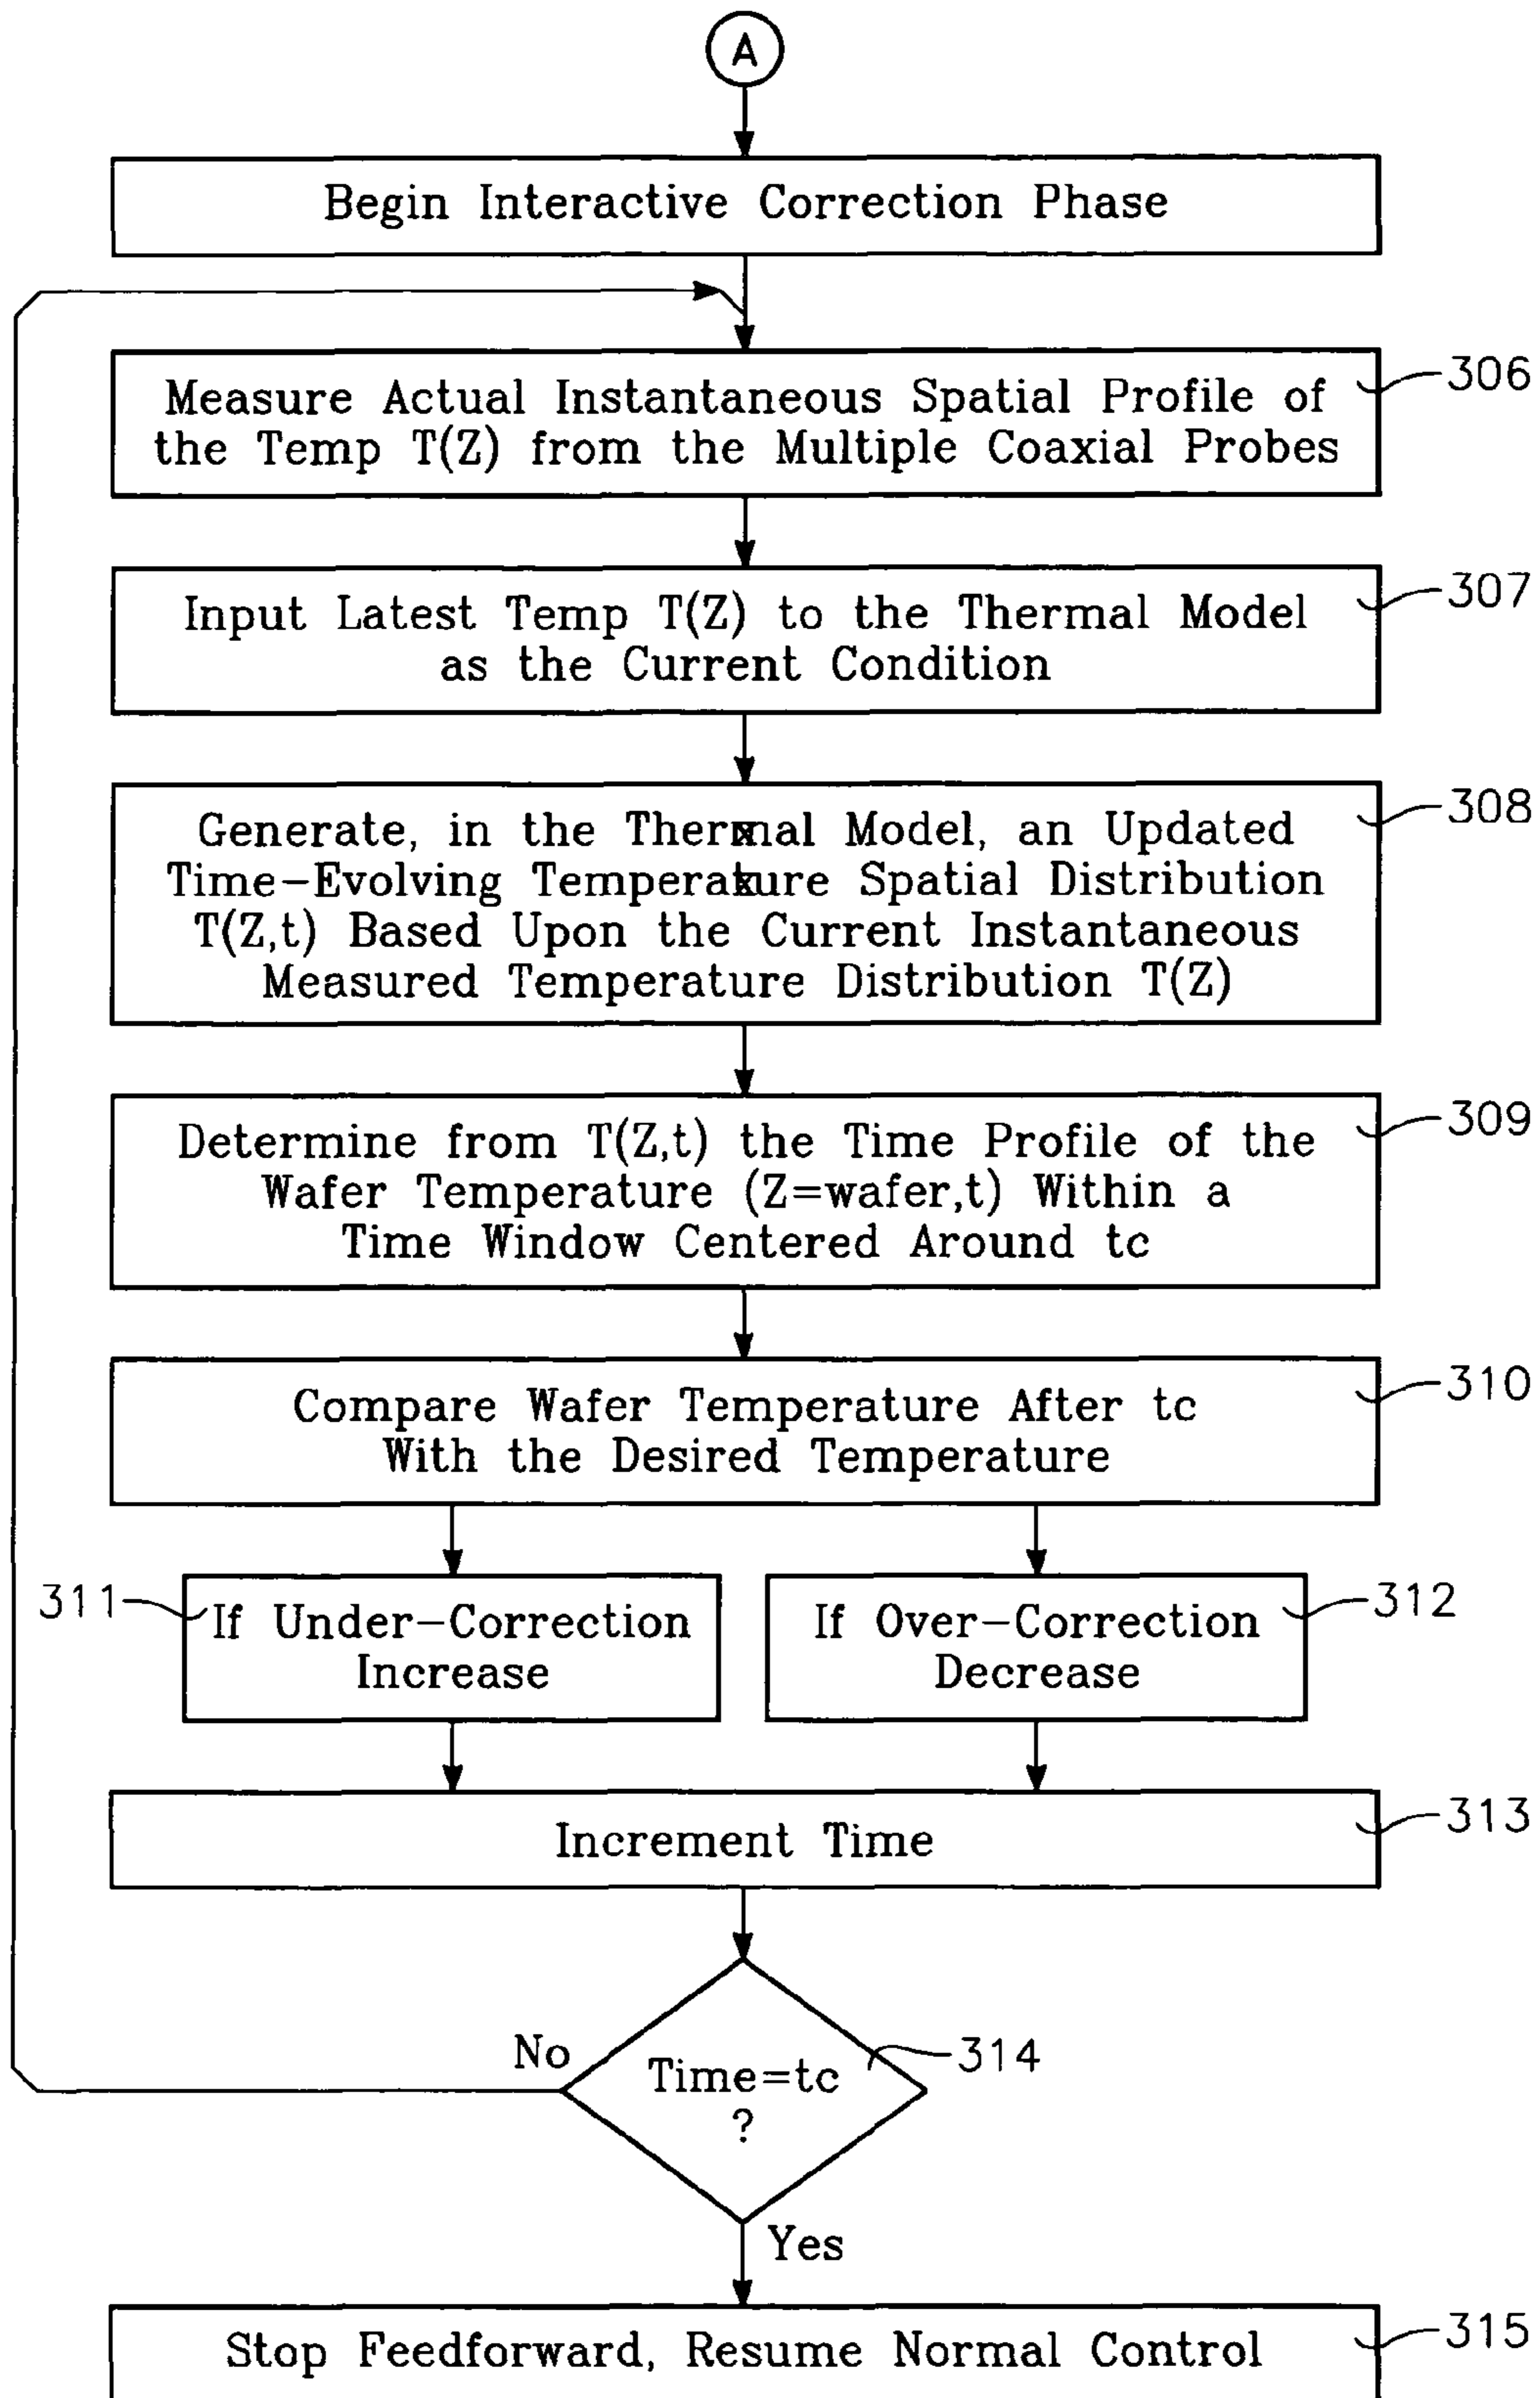 A
Begin Interactive Correction Phase
Measure Actual Instantaneous Spatial Profile of
the Temp T(Z) from the Multiple Coaxial Probes
306
Input Latest Temp T(Z) to the Thermal Model
as the Current Condition
307
Generate, in the Thermal Model, an Updated
Time-Evolving Temperature Spatial Distribution
T(Z,t) Based Upon the Current Instantaneous
Measured Temperature Distribution T(Z)
308
Determine from T(Z,t) the Time Profile of the
Wafer Temperature (Z=wafer,t) Within a
Time Window Centered Around tc
309
Compare Wafer Temperature After tc
With the Desired Temperature
310
311
If Under-Correction
Increase
If Over-Correction
Decrease
312
Increment Time
313
No
Time=tc
?
314
Yes
Stop Feedforward, Resume Normal Control
315